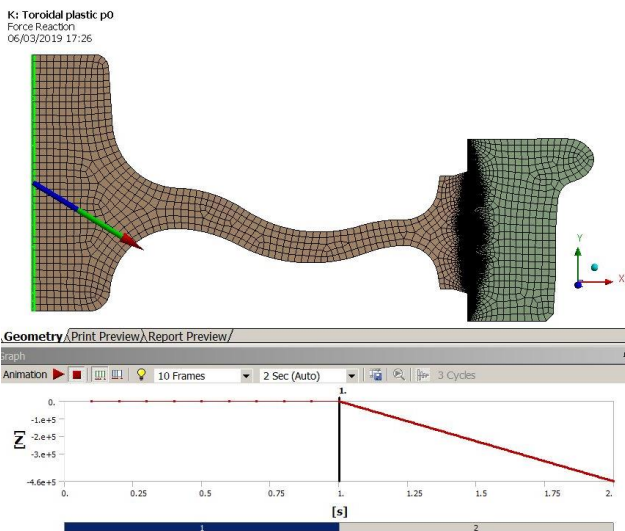 K: Toroidal plastic p0
Force Reaction
06/03/2019 17:26
Y
X
Geometry Print Preview Report Preview
Graph
Animation 10 Frames 2 Sec (Auto) 3 Cycles
1.
0.
-1.e+5
-2.e+5
-3.e+5
-4.6e+5
[N]
0. 0.25 0.5 0.75 1. 1.25 1.5 1.75 2.
[s]
1 2